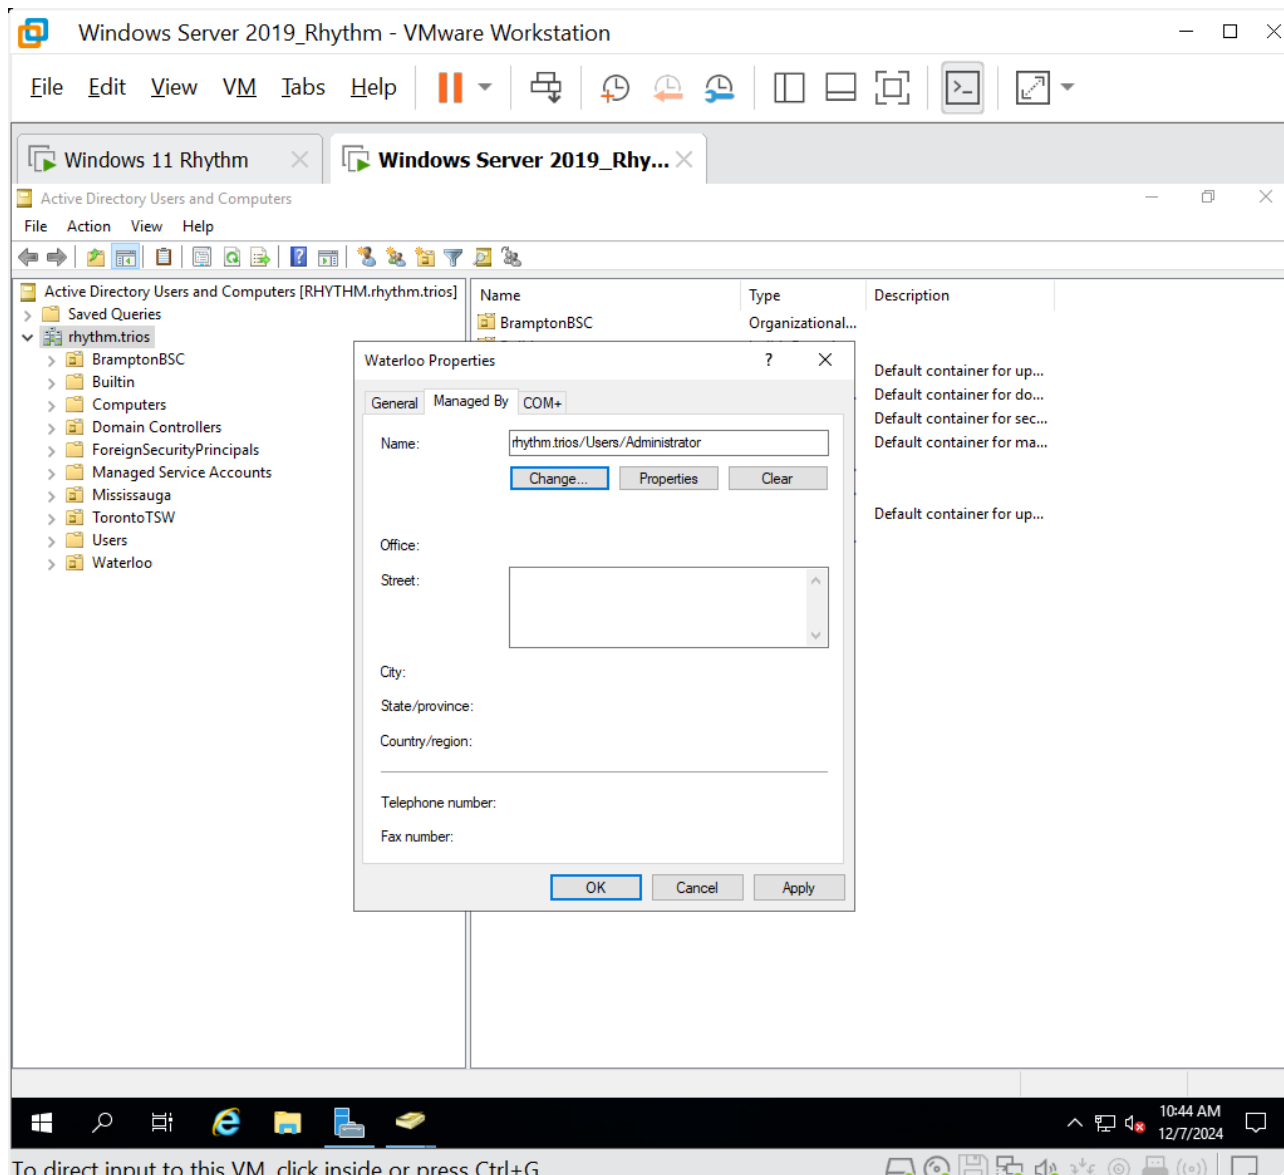 Windows Server 2019_Rhythm - VMware Workstation
File Edit View VM Tabs Help
Windows 11 Rhythm
Windows Server 2019_Rhy...
Active Directory Users and Computers
File Action View Help
Active Directory Users and Computers [RHYTHM.rhythm.trios]
Saved Queries
rhythm.trios
BramptonBSC
Builtin
Computers
Domain Controllers
ForeignSecurityPrincipals
Managed Service Accounts
Mississauga
TorontoTSW
Users
Waterloo
Name Type Description
BramptonBSC Organizational...
Default container for up...
Default container for do...
Default container for sec...
Default container for ma...
Default container for up...
Waterloo Properties ?
General Managed By COM+
Name: rhythm.trios/Users/Administrator
Change... Properties Clear
Office:
Street:
City:
State/province:
Country/region:
Telephone number:
Fax number:
OK Cancel Apply
10:44 AM
12/7/2024
To direct input to this VM, click inside or press Ctrl+G.